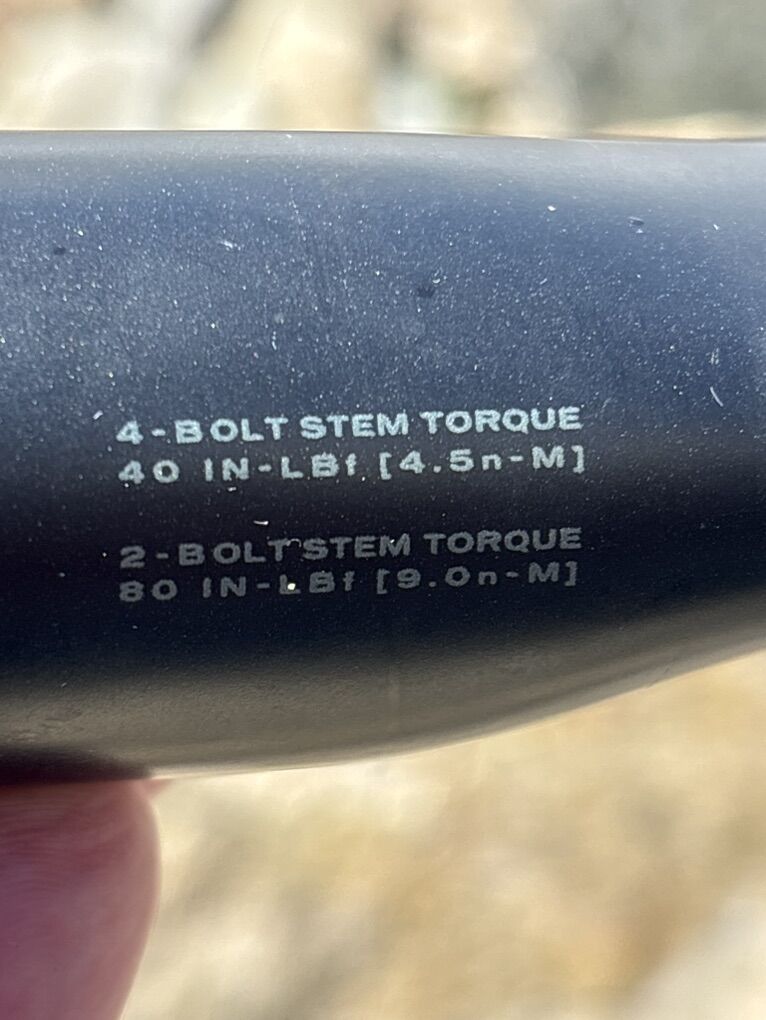 4-BOLT STEM TORQUE
40 IN-LBf [4.5n-M]
2-BOLT STEM TORQUE
80 IN-LBf [9.0n-M]